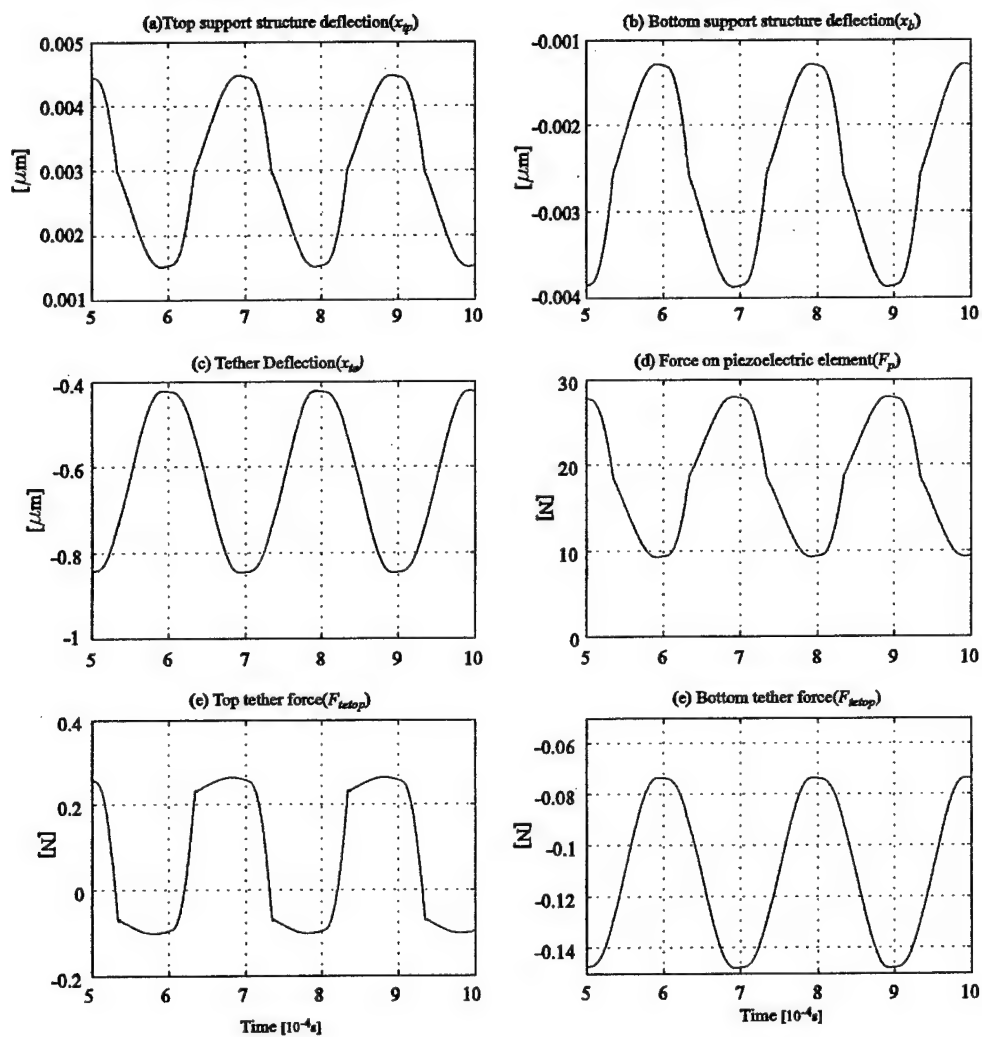 (a)Ttop support structure deflection(x_tp)
0.005
0.004
0.003
0.002
0.001
[μm]
5 6 7 8 9 10
(b) Bottom support structure deflection(x_b)
-0.001
-0.002
-0.003
-0.004
[μm]
5 6 7 8 9 10
(c) Tether Deflection(x_te)
-0.4
-0.6
-0.8
-1
[μm]
5 6 7 8 9 10
(d) Force on piezoelectric element(F_p)
30
20
10
0
[N]
5 6 7 8 9 10
(e) Top tether force(F_tetop)
0.4
0.2
0
-0.2
[N]
5 6 7 8 9 10
Time [10⁻⁴s]
(e) Bottom tether force(F_tetop)
-0.06
-0.08
-0.1
-0.12
-0.14
[N]
5 6 7 8 9 10
Time [10⁻⁴s]